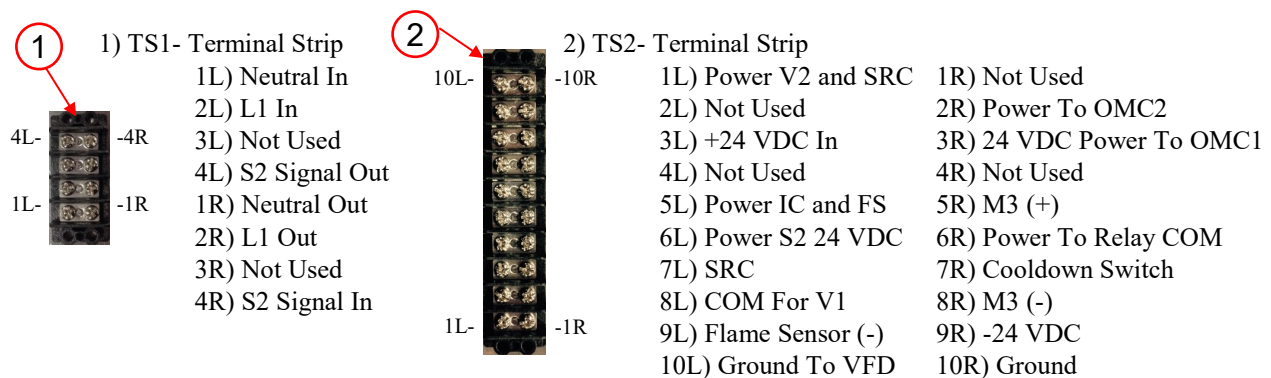 1
1) TS1- Terminal Strip
1L) Neutral In
2L) L1 In
3L) Not Used
4L) S2 Signal Out
1R) Neutral Out
2R) L1 Out
3R) Not Used
4R) S2 Signal In
4L-
-4R
1L-
-1R
2
2) TS2- Terminal Strip
10L-
-10R
1L-
-1R
1L) Power V2 and SRC
2L) Not Used
3L) +24 VDC In
4L) Not Used
5L) Power IC and FS
6L) Power S2 24 VDC
7L) SRC
8L) COM For V1
9L) Flame Sensor (-)
10L) Ground To VFD
1R) Not Used
2R) Power To OMC2
3R) 24 VDC Power To OMC1
4R) Not Used
5R) M3 (+)
6R) Power To Relay COM
7R) Cooldown Switch
8R) M3 (-)
9R) -24 VDC
10R) Ground